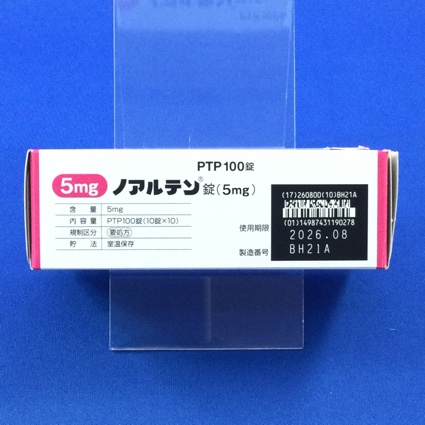 PTP100錠
5mg ノアルテン®錠(5mg)
含量 5mg
内容量 PTP100錠(10錠×10)
規制区分 要処方
貯法 室温保存
(17)260800(10)BH21A
(01)14987431190278
使用期限 2026.08
製造番号 BH21A